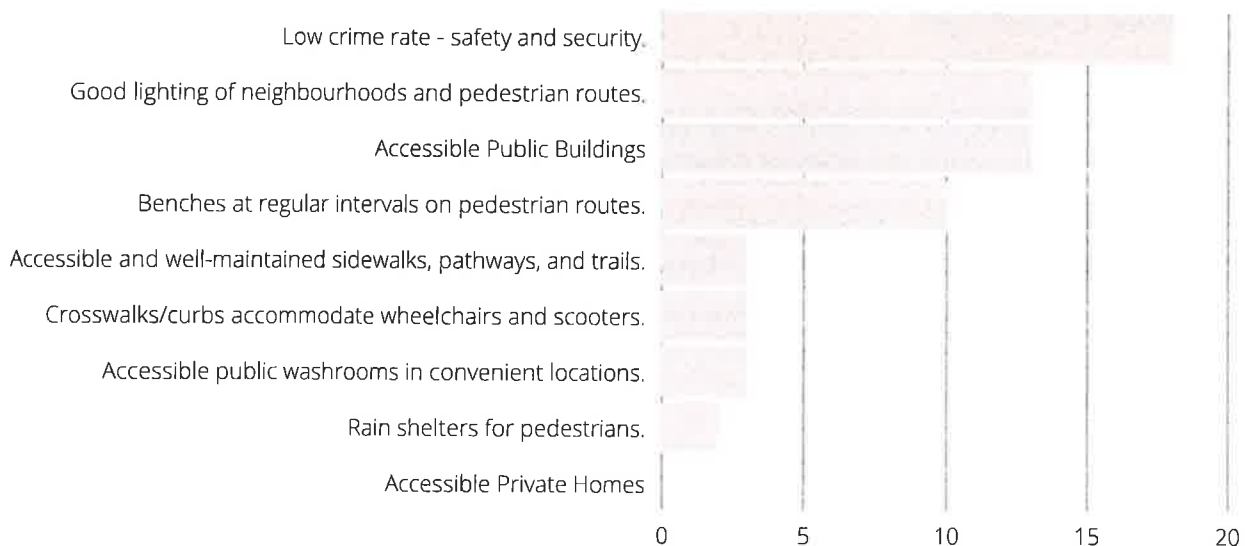 Low crime rate - safety and security.
Good lighting of neighbourhoods and pedestrian routes.
Accessible Public Buildings
Benches at regular intervals on pedestrian routes.
Accessible and well-maintained sidewalks, pathways, and trails.
Crosswalks/curbs accommodate wheelchairs and scooters.
Accessible public washrooms in convenient locations.
Rain shelters for pedestrians.
Accessible Private Homes
0 5 10 15 20